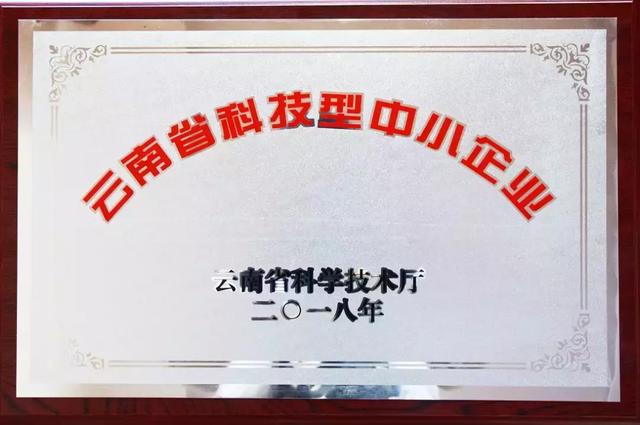 云南省科技型中小企业
云南省科学技术厅
二〇一八年